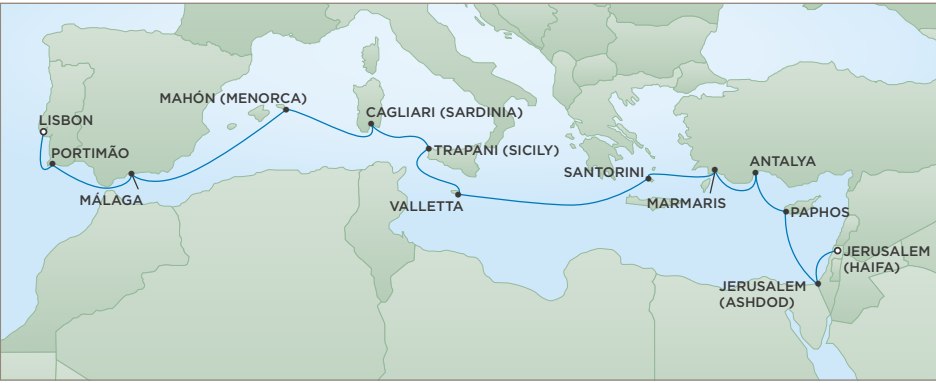 LISBON
PORTIMÃO
MÁLAGA
MAHÓN (MENORCA)
CAGLIARI (SARDINIA)
TRAPANI (SICILY)
VALLETTA
SANTORINI
MARMARIS
ANTALYA
PAPHOS
JERUSALEM
(ASHDOD)
JERUSALEM
(HAIFA)